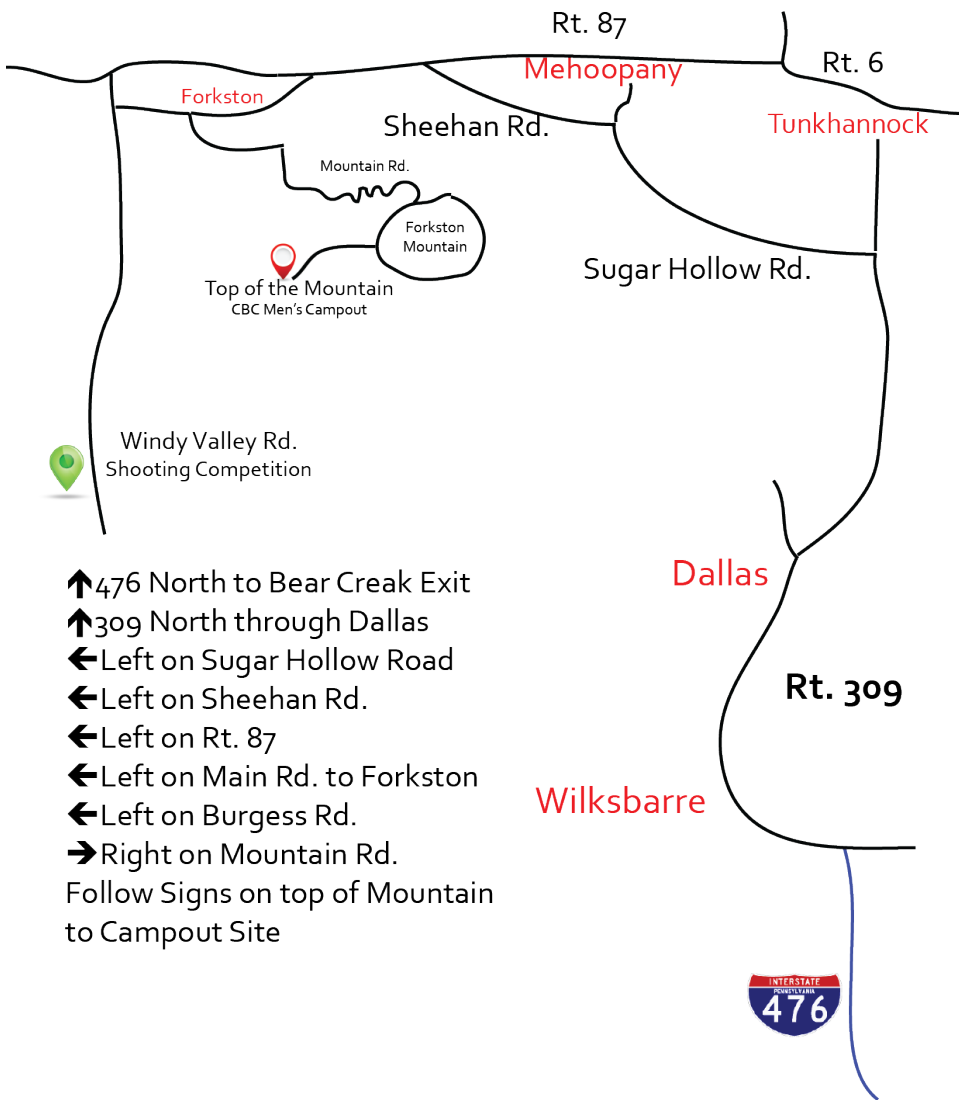 Rt. 87
Rt. 6
Mehoopany
Forkston
Sheehan Rd.
Tunkhannock
Mountain Rd.
Forkston
Mountain
Sugar Hollow Rd.
Top of the Mountain
CBC Men's Campout
Windy Valley Rd.
Shooting Competition
Dallas
Rt. 309
Wilksbarre
↑476 North to Bear Creak Exit
↑309 North through Dallas
←Left on Sugar Hollow Road
←Left on Sheehan Rd.
←Left on Rt. 87
←Left on Main Rd. to Forkston
←Left on Burgess Rd.
→Right on Mountain Rd.
Follow Signs on top of Mountain
to Campout Site
INTERSTATE
PENNSYLVANIA
476